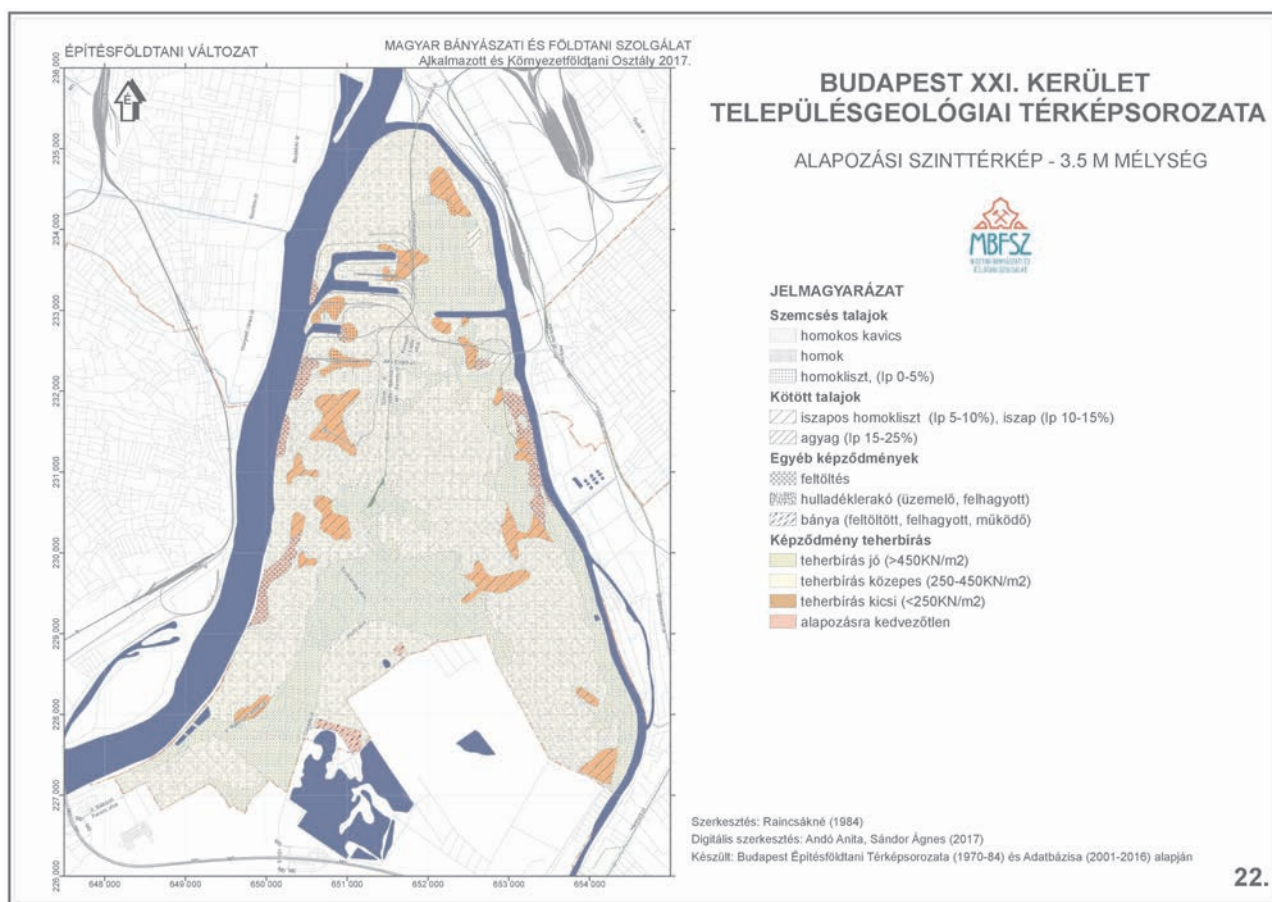 ÉPÍTÉSFÖLDTANI VÁLTOZAT
MAGYAR BÁNYÁSZATI ÉS FÖLDTANI SZOLGÁLAT
Alkalmazott és Környezetföldtani Osztály 2017.
É
236 000
235 000
234 000
233 000
232 000
231 000
230 000
229 000
228 000
227 000
226 000
648 000
649 000
650 000
651 000
652 000
653 000
654 000
BUDAPEST XXI. KERÜLET
TELEPÜLÉSGEOLÓGIAI TÉRKÉPSOROZATA
ALAPOZÁSI SZINTTÉRKÉP - 3.5 M MÉLYSÉG
MBFSZ
JELMAGYARÁZAT
Szemcsés talajok
homokos kavics
homok
homokliszt, (Ip 0-5%)
Kötött talajok
iszapos homokliszt (Ip 5-10%), iszap (Ip 10-15%)
agyag (Ip 15-25%)
Egyéb képződmények
feltöltés
hulladéklerakó (üzemelő, felhagyott)
bánya (feltöltött, felhagyott, működő)
Képződmény teherbírás
teherbírás jó (>450KN/m2)
teherbírás közepes (250-450KN/m2)
teherbírás kicsi (<250KN/m2)
alapozásra kedvezőtlen
Szerkesztés: Raincsákné (1984)
Digitális szerkesztés: Andó Anita, Sándor Ágnes (2017)
Készült: Budapest Építésföldtani Térképsorozata (1970-84) és Adatbázisa (2001-2016) alapján
22.